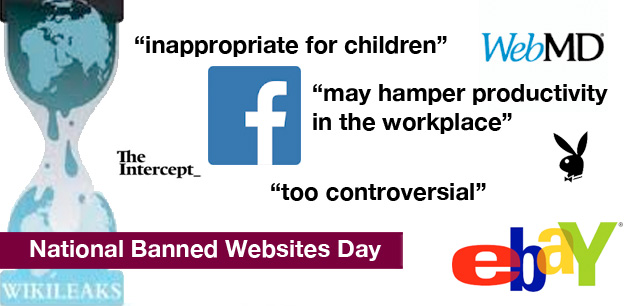 “inappropriate for children”
WebMD®
f
“may hamper productivity
in the workplace”
The
Intercept_
“too controversial”
National Banned Websites Day
ebay®
WIKILEAKS